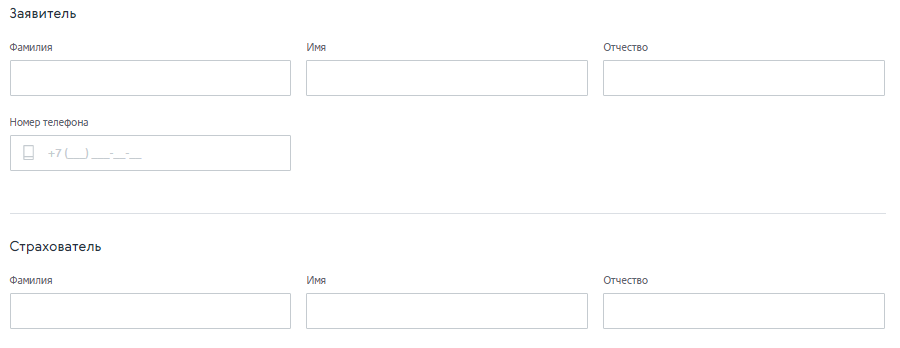 Заявитель
Фамилия Имя Отчество
Номер телефона
+7 (___) ___-__-__
Страхователь
Фамилия Имя Отчество